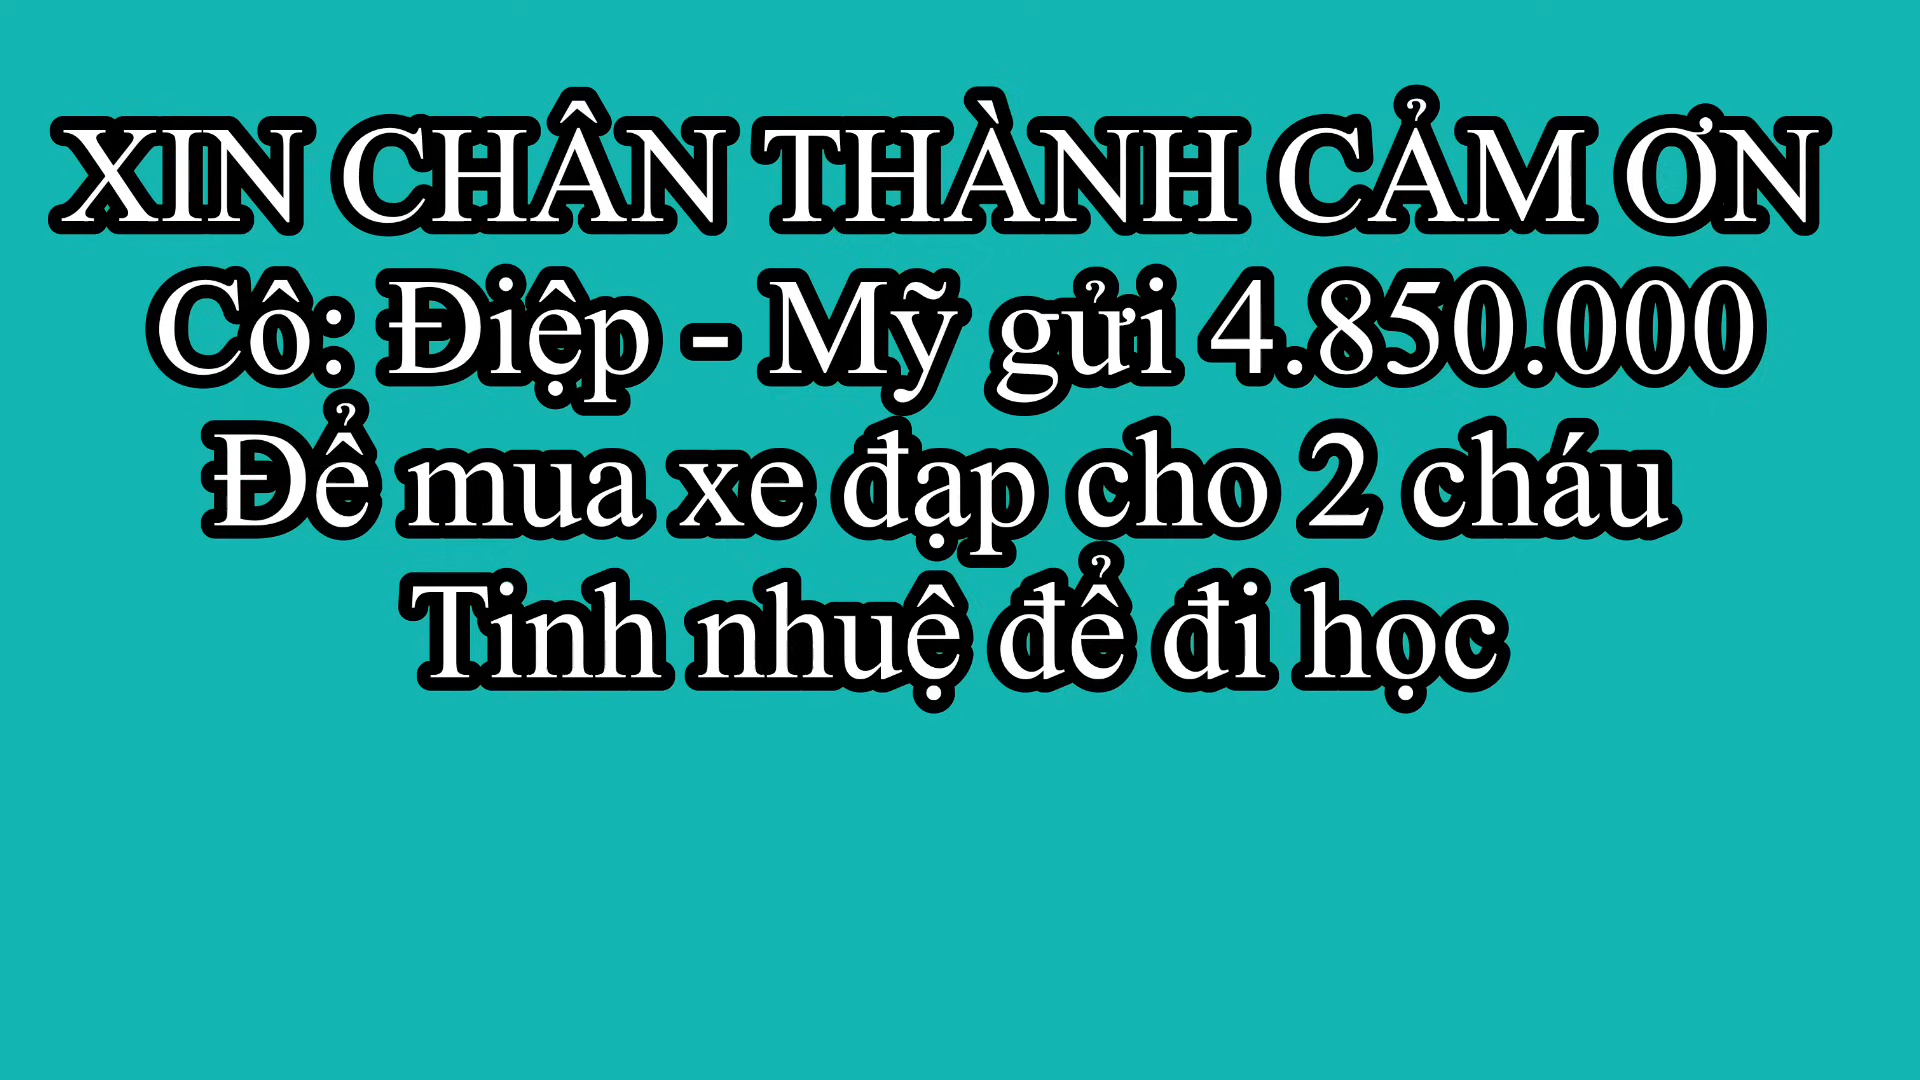 XIN CHÂN THÀNH CẢM ƠN
Cô: Điệp - Mỹ gửi 4.850.000
Để mua xe đạp cho 2 cháu
Tinh nhuệ để đi học